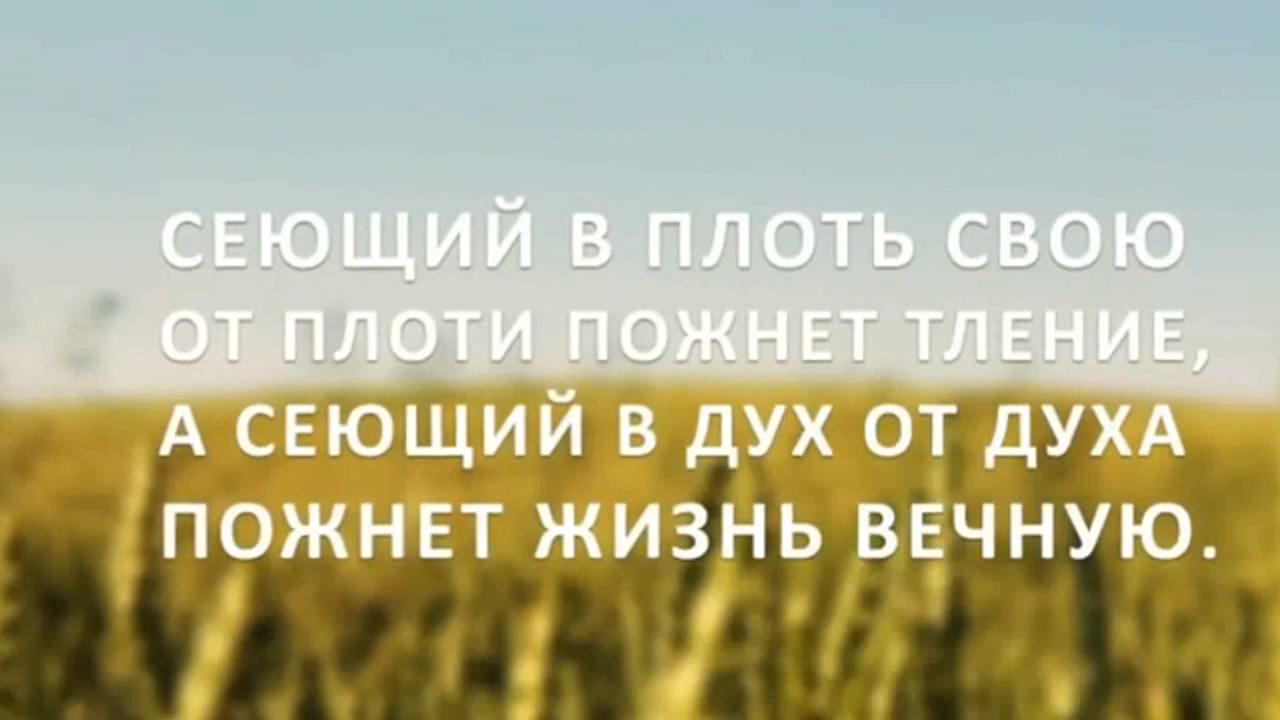 СЕЮЩИЙ В ПЛОТЬ СВОЮ
ОТ ПЛОТИ ПОЖНЕТ ТЛЕНИЕ,
А СЕЮЩИЙ В ДУХ ОТ ДУХА
ПОЖНЕТ ЖИЗНЬ ВЕЧНУЮ.